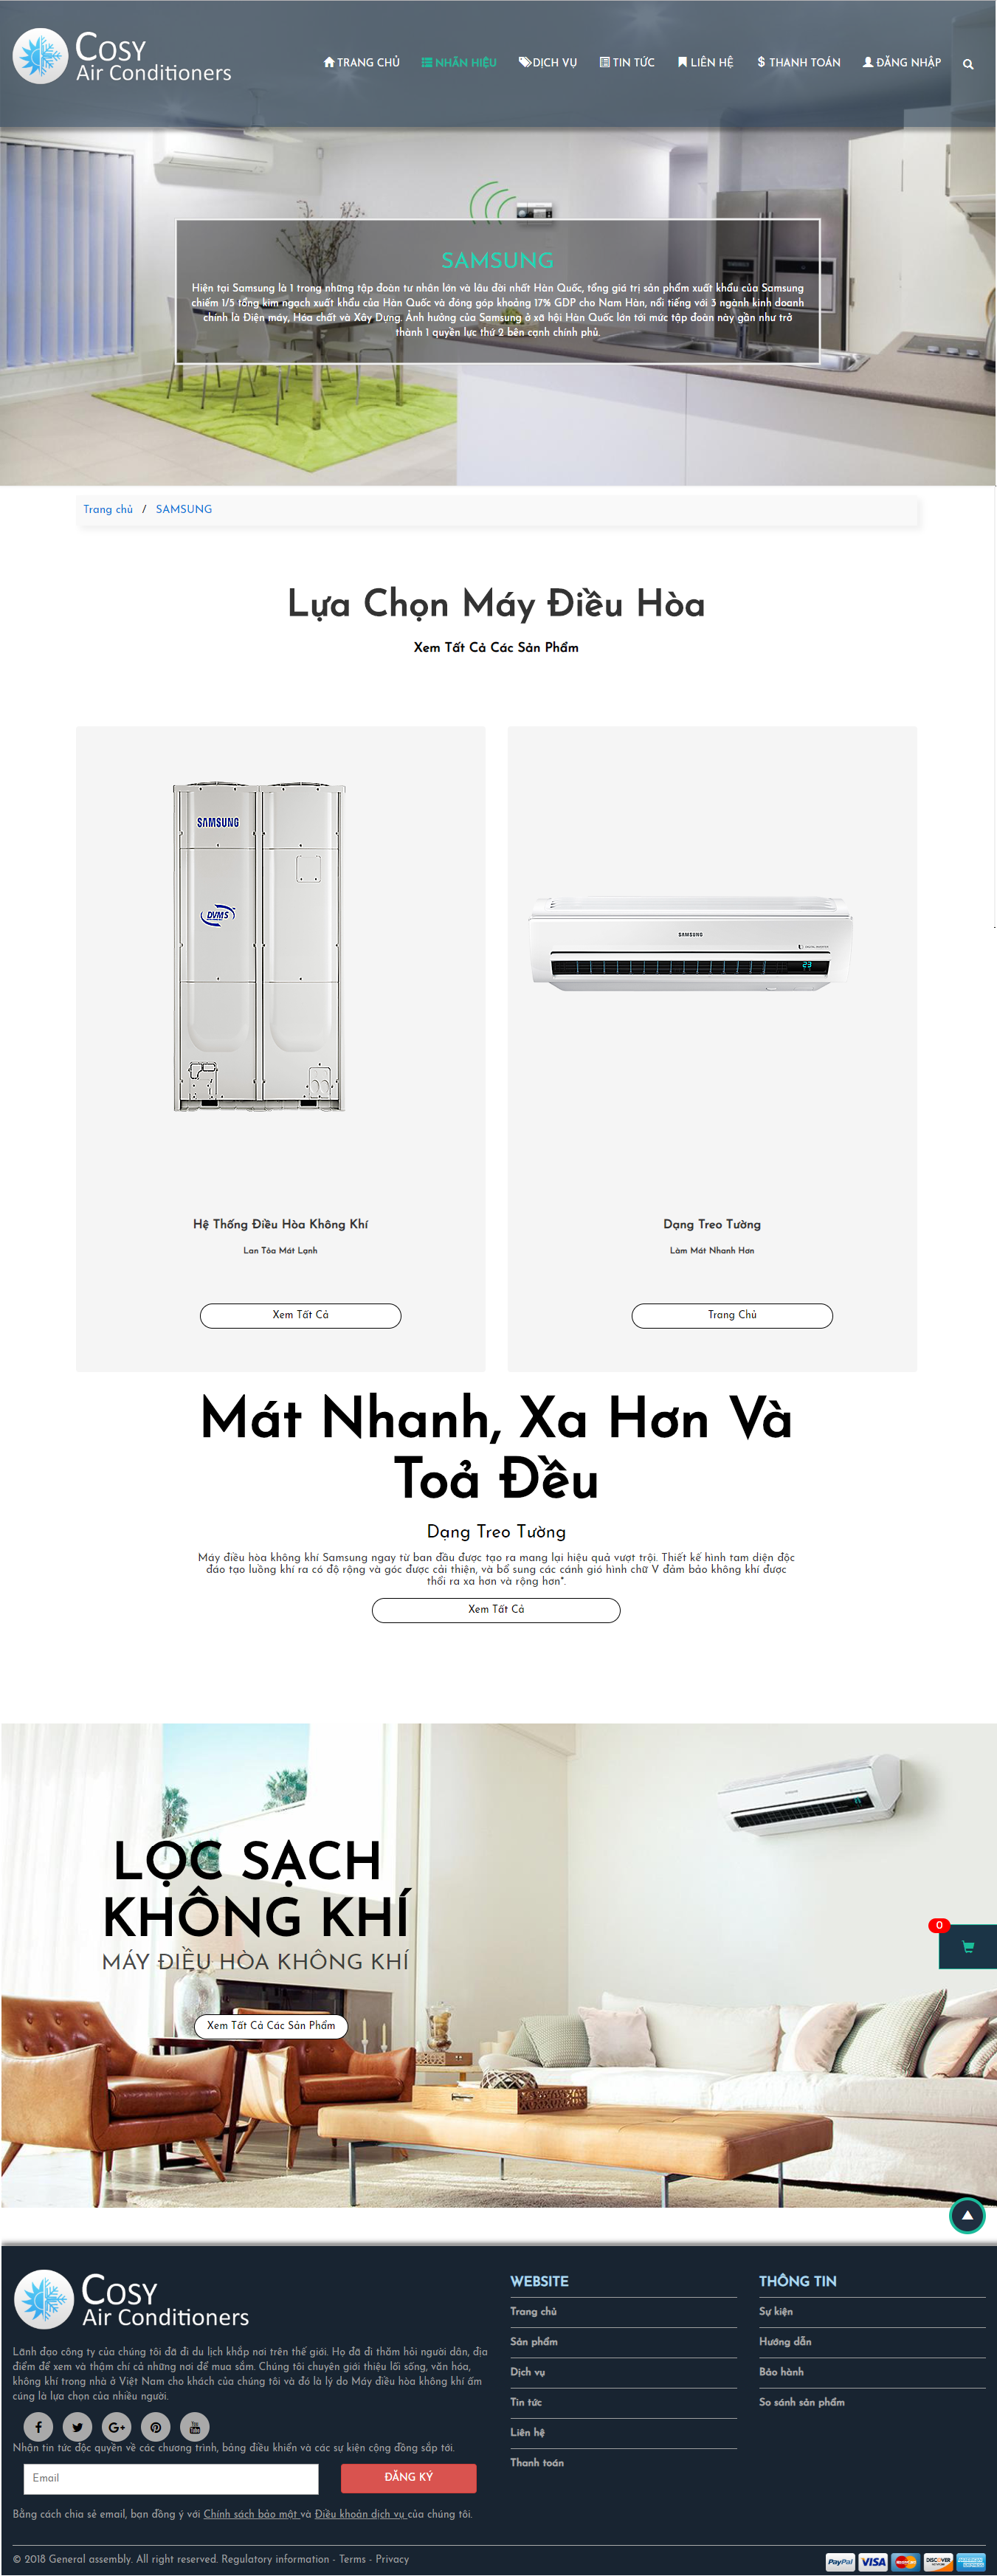 Cosy
Air Conditioners
TRANG CHỦ
NHÃN HIỆU
DỊCH VỤ
TIN TỨC
LIÊN HỆ
$ THANH TOÁN
ĐĂNG NHẬP
SAMSUNG
Hiện tại Samsung là 1 trong những tập đoàn tư nhân lớn và lâu đời nhất Hàn Quốc, tổng giá trị sản phẩm xuất khẩu của Samsung
chiếm 1/5 tổng kim ngạch xuất khẩu của Hàn Quốc và đóng góp khoảng 17% GDP cho Nam Hàn, nổi tiếng với 3 ngành kinh doanh
chính là Điện máy, Hóa chất và Xây Dựng. Ảnh hưởng của Samsung ở xã hội Hàn Quốc lớn tới mức tập đoàn này gần như trở
thành 1 quyền lực thứ 2 bên cạnh chính phủ.
Trang chủ / SAMSUNG
Lựa Chọn Máy Điều Hòa
Xem Tất Cả Các Sản Phẩm
SAMSUNG
DVMS
SAMSUNG
DIGITAL INVERTER
23
Hệ Thống Điều Hòa Không Khí
Lan Tỏa Mát Lạnh
Xem Tất Cả
Dạng Treo Tường
Làm Mát Nhanh Hơn
Trang Chủ
Mát Nhanh, Xa Hơn Và
Toả Đều
Dạng Treo Tường
Máy điều hòa không khí Samsung ngay từ ban đầu được tạo ra mang lại hiệu quả vượt trội. Thiết kế hình tam diện độc
đáo tạo luồng khí ra có độ rộng và góc được cải thiện, và bổ sung các cánh gió hình chữ V đảm bảo không khí được
thổi ra xa hơn và rộng hơn".
Xem Tất Cả
LỌC SẠCH
KHÔNG KHÍ
MÁY ĐIỀU HÒA KHÔNG KHÍ
Xem Tất Cả Các Sản Phẩm
0
Cosy
Air Conditioners
Lãnh đạo công ty của chúng tôi đã đi du lịch khắp nơi trên thế giới. Họ đã đi thăm hỏi người dân, địa
điểm để xem và thậm chí cả những nơi để mua sắm. Chúng tôi chuyên giới thiệu lối sống, văn hóa,
không khí trong nhà ở Việt Nam cho khách của chúng tôi và đó là lý do Máy điều hòa không khí ấm
cúng là lựa chọn của nhiều người.
Nhận tin tức độc quyền về các chương trình, bảng điều khiển và các sự kiện cộng đồng sắp tới.
Email
ĐĂNG KÝ
Bằng cách chia sẻ email, bạn đồng ý với Chính sách bảo mật và Điều khoản dịch vụ của chúng tôi.
WEBSITE
Trang chủ
Sản phẩm
Dịch vụ
Tin tức
Liên hệ
Thanh toán
THÔNG TIN
Sự kiện
Hướng dẫn
Bảo hành
So sánh sản phẩm
© 2018 General assembly. All right reserved. Regulatory information - Terms - Privacy
PayPal
VISA
MasterCard
DISCOVER